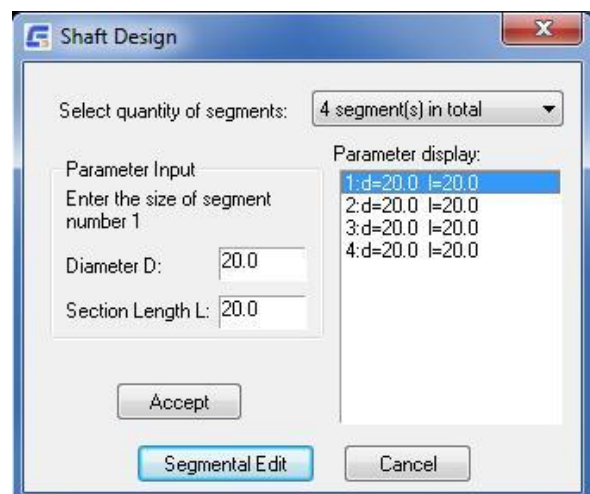 Shaft Design
Select quantity of segments: 4 segment(s) in total
Parameter Input
Enter the size of segment
number 1
Diameter D: 20.0
Section Length L: 20.0
Accept
Parameter display:
1:d=20.0 l=20.0
2:d=20.0 l=20.0
3:d=20.0 l=20.0
4:d=20.0 l=20.0
Segmental Edit
Cancel